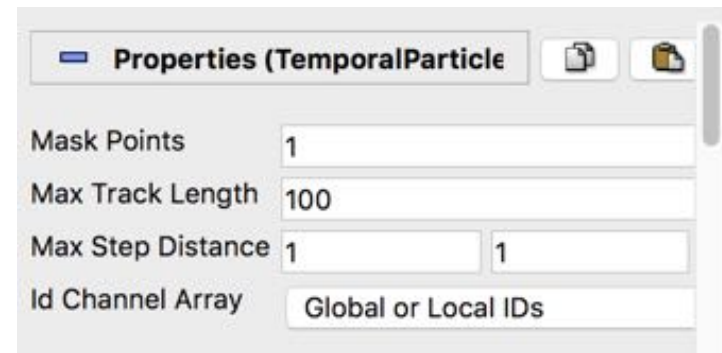 Properties (TemporalParticle
Mask Points 1
Max Track Length 100
Max Step Distance 1 1
Id Channel Array Global or Local IDs